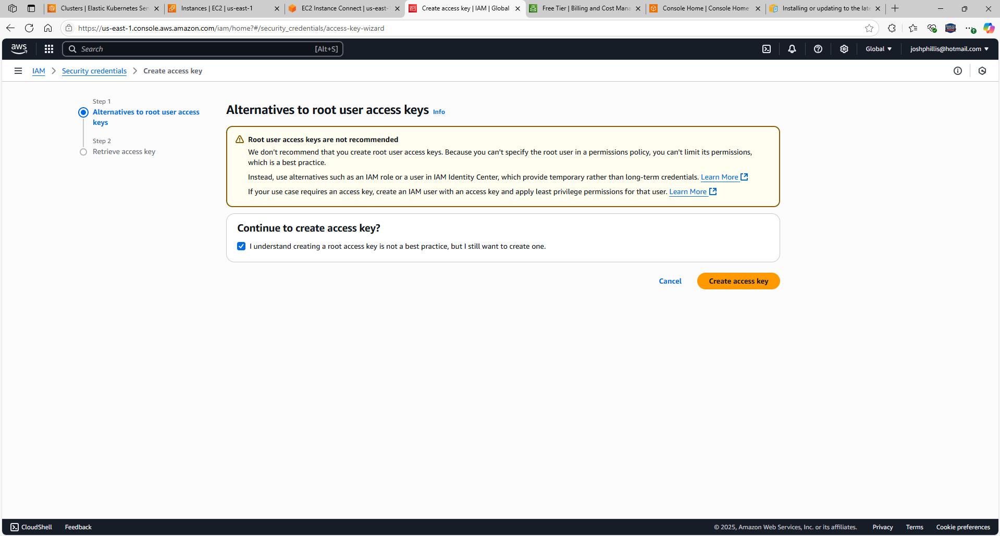 Clusters | Elastic Kubernetes Ser
Instances | EC2 | us-east-1
EC2 Instance Connect | us-east-
Create access key | IAM | Global
Free Tier | Billing and Cost Mana
Console Home | Console Home
Installing or updating to the late
https://us-east-1.console.aws.amazon.com/iam/home?#/security_credentials/access-key-wizard
aws
Search
[Alt+S]
Global
joshphillis@hotmail.com
IAM
Security credentials
Create access key
Step 1
Alternatives to root user access
keys
Step 2
Retrieve access key
Alternatives to root user access keys Info
Root user access keys are not recommended
We don't recommend that you create root user access keys. Because you can't specify the root user in a permissions policy, you can't limit its permissions,
which is a best practice.
Instead, use alternatives such as an IAM role or a user in IAM Identity Center, which provide temporary rather than long-term credentials. Learn More
If your use case requires an access key, create an IAM user with an access key and apply least privilege permissions for that user. Learn More
Continue to create access key?
I understand creating a root access key is not a best practice, but I still want to create one.
Cancel
Create access key
CloudShell
Feedback
© 2025, Amazon Web Services, Inc. or its affiliates.
Privacy
Terms
Cookie preferences